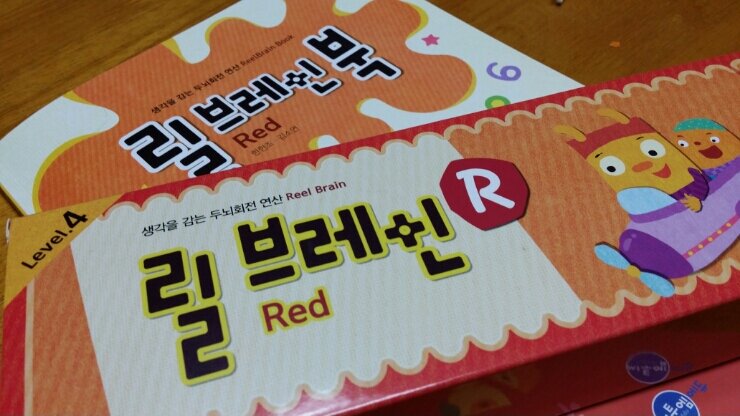 생각을 감는 두뇌회전 연산 ReelBrain Book
릴브레인 북
Red
6
Level.4
생각을 감는 두뇌회전 연산 Reel Brain
릴브레인
R
Red